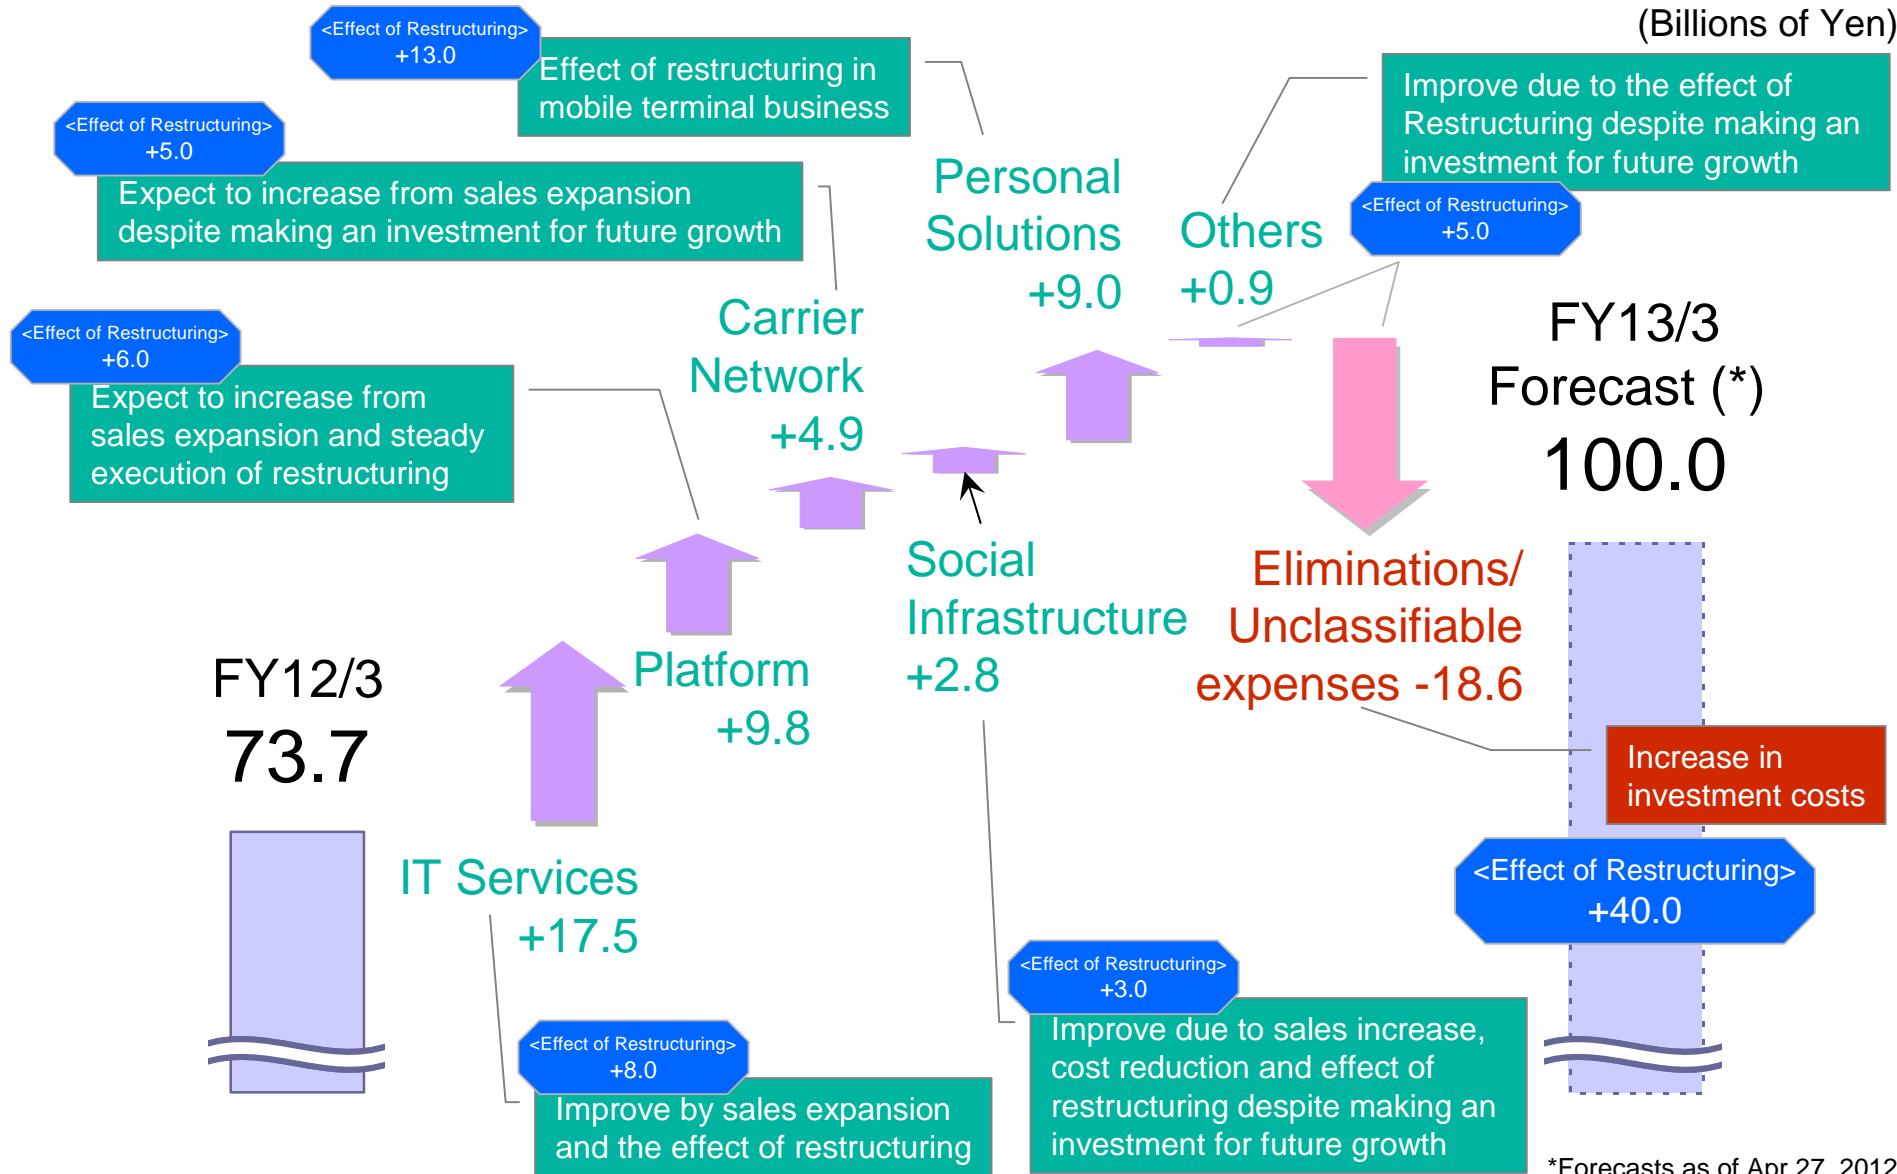 (Billions of Yen)
<Effect of Restructuring>
+13.0
Effect of restructuring in
mobile terminal business
Improve due to the effect of
Restructuring despite making an
investment for future growth
<Effect of Restructuring>
+5.0
<Effect of Restructuring>
+5.0
Expect to increase from sales expansion
despite making an investment for future growth
Personal
Solutions
+9.0
Others
+0.9
<Effect of Restructuring>
+6.0
Expect to increase from
sales expansion and steady
execution of restructuring
Carrier
Network
+4.9
FY13/3
Forecast (*)
100.0
Social
Infrastructure
+2.8
Eliminations/
Unclassifiable
expenses -18.6
FY12/3
73.7
Platform
+9.8
Increase in
investment costs
IT Services
+17.5
<Effect of Restructuring>
+40.0
<Effect of Restructuring>
+3.0
Improve due to sales increase,
cost reduction and effect of
restructuring despite making an
investment for future growth
<Effect of Restructuring>
+8.0
Improve by sales expansion
and the effect of restructuring
*Forecasts as of Apr 27, 2012